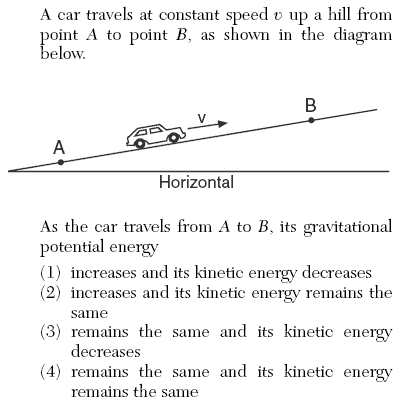 A car travels at constant speed v up a hill from
point A to point B, as shown in the diagram
below.
v
B
A
Horizontal
As the car travels from A to B, its gravitational
potential energy
(1) increases and its kinetic energy decreases
(2) increases and its kinetic energy remains the
same
(3) remains the same and its kinetic energy
decreases
(4) remains the same and its kinetic energy
remains the same